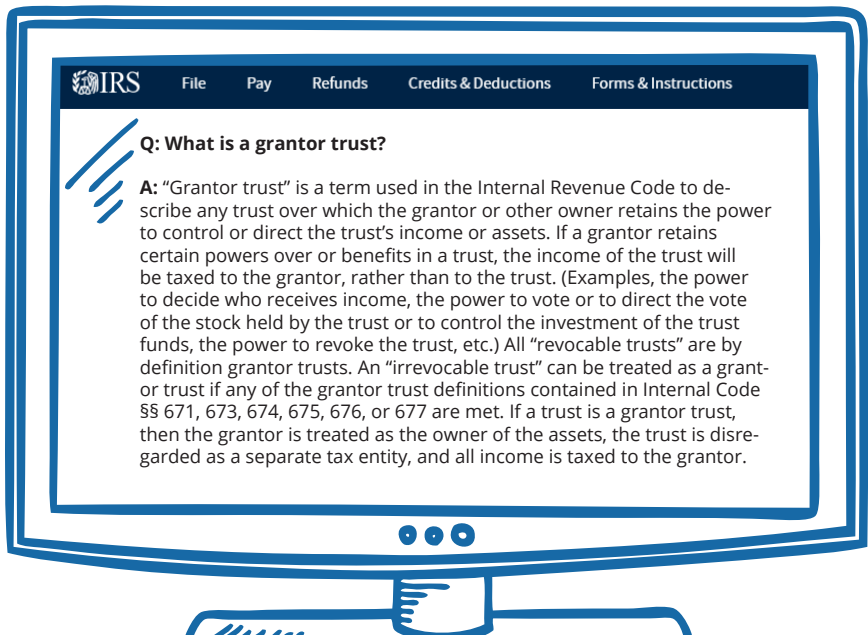 IRS File Pay Refunds Credits & Deductions Forms & Instructions
Q: What is a grantor trust?
A: “Grantor trust” is a term used in the Internal Revenue Code to de-
scribe any trust over which the grantor or other owner retains the power
to control or direct the trust’s income or assets. If a grantor retains
certain powers over or benefits in a trust, the income of the trust will
be taxed to the grantor, rather than to the trust. (Examples, the power
to decide who receives income, the power to vote or to direct the vote
of the stock held by the trust or to control the investment of the trust
funds, the power to revoke the trust, etc.) All “revocable trusts” are by
definition grantor trusts. An “irrevocable trust” can be treated as a grant-
or trust if any of the grantor trust definitions contained in Internal Code
§§ 671, 673, 674, 675, 676, or 677 are met. If a trust is a grantor trust,
then the grantor is treated as the owner of the assets, the trust is disre-
garded as a separate tax entity, and all income is taxed to the grantor.